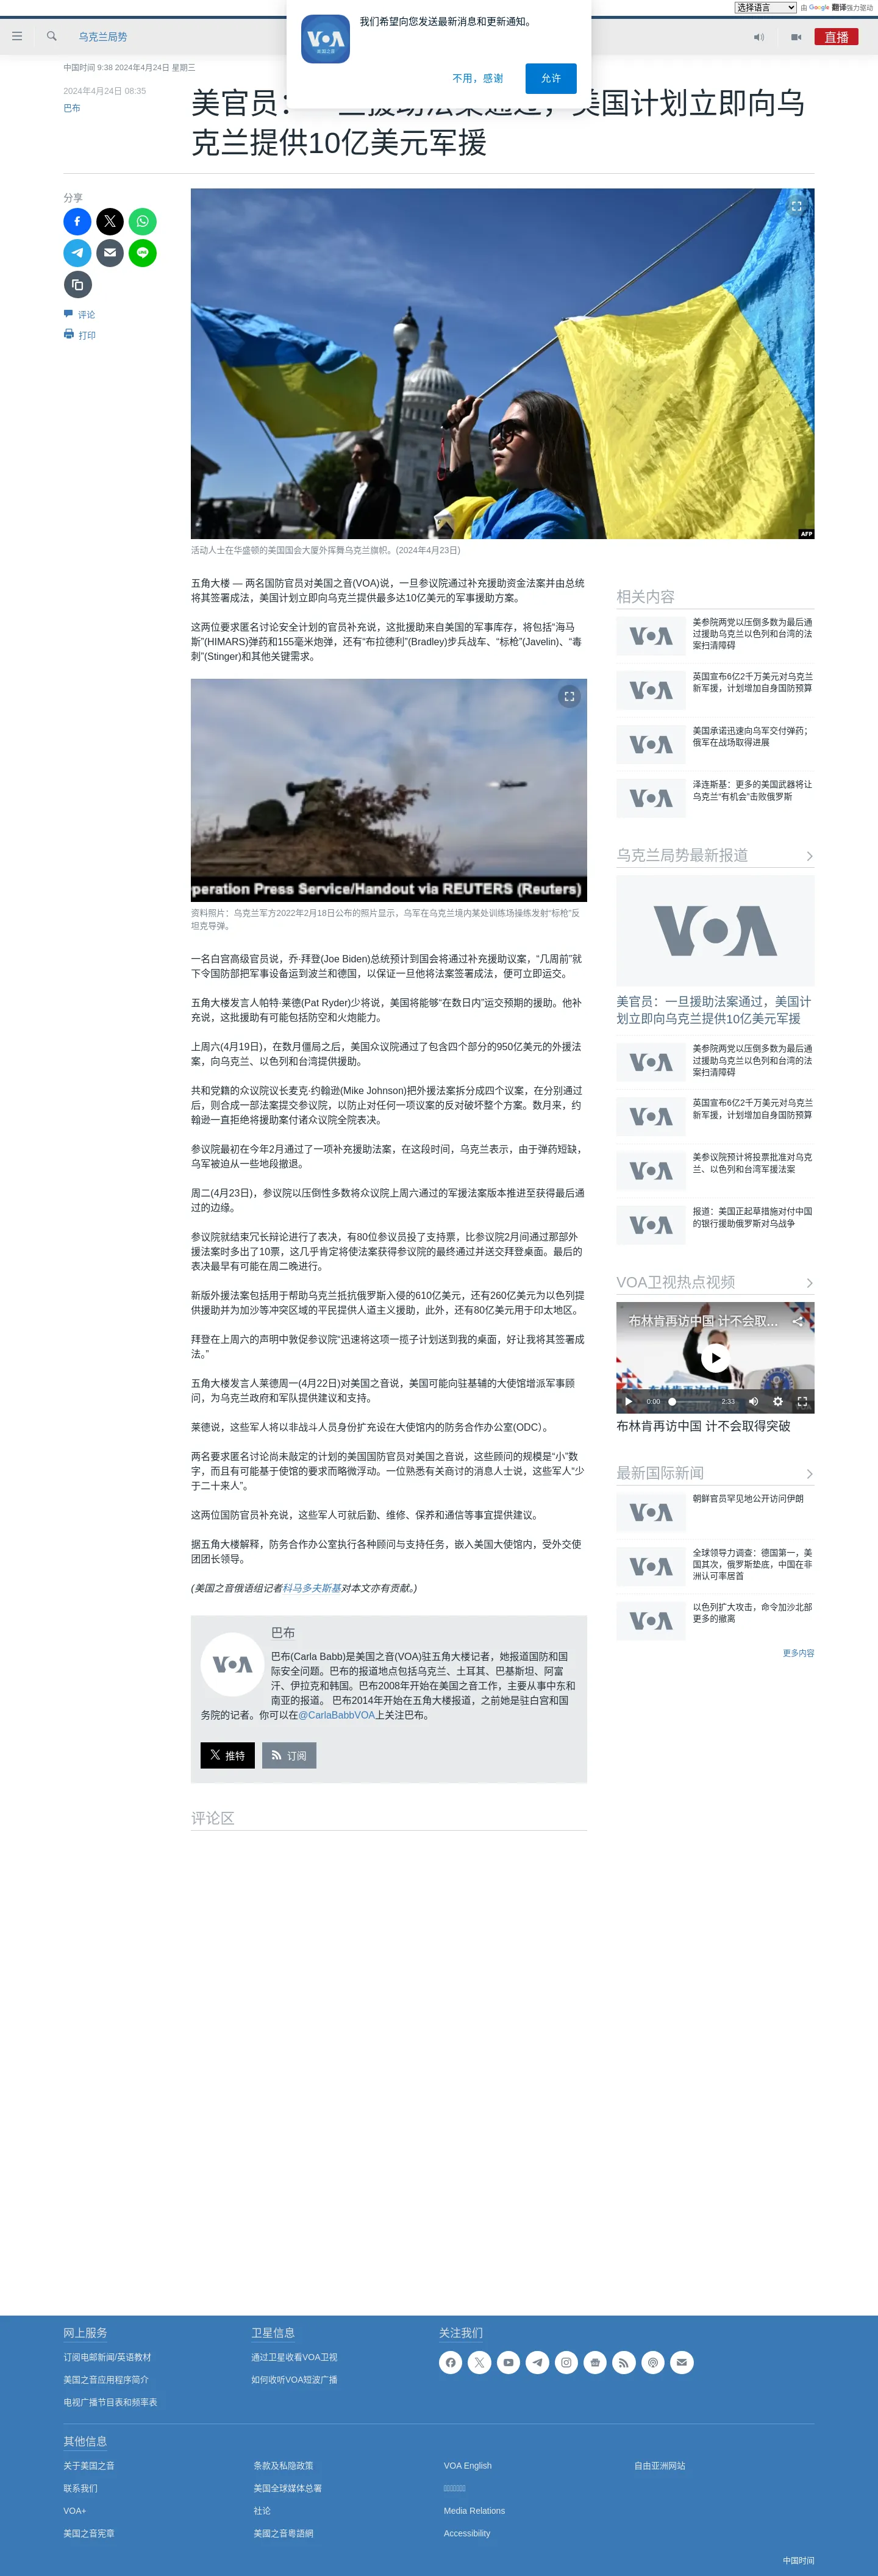 选择语言 由 Google 翻译强力驱动
我们希望向您发送最新消息和更新通知。
VOA
不用，感谢
允许
乌克兰局势
直播
中国时间 9:38 2024年4月24日 星期三
2024年4月24日 08:35
巴布
美官员：一旦援助法案通过，美国计划立即向乌
克兰提供10亿美元军援
分享
评论
打印
AFP
活动人士在华盛顿的美国国会大厦外挥舞乌克兰旗帜。(2024年4月23日)
五角大楼 — 两名国防官员对美国之音(VOA)说，一旦参议院通过补充援助资金法案并由总统
将其签署成法，美国计划立即向乌克兰提供最多达10亿美元的军事援助方案。
这两位要求匿名讨论安全计划的官员补充说，这批援助来自美国的军事库存，将包括“海马
斯”(HIMARS)弹药和155毫米炮弹，还有“布拉德利”(Bradley)步兵战车、“标枪”(Javelin)、“毒
刺”(Stinger)和其他关键需求。
peration Press Service/Handout via REUTERS (Reuters)
资料照片：乌克兰军方2022年2月18日公布的照片显示，乌军在乌克兰境内某处训练场操练发射“标枪”反
坦克导弹。
一名白宫高级官员说，乔·拜登(Joe Biden)总统预计到国会将通过补充援助议案，“几周前”就
下令国防部把军事设备运到波兰和德国，以保证一旦他将法案签署成法，便可立即运交。
五角大楼发言人帕特·莱德(Pat Ryder)少将说，美国将能够“在数日内”运交预期的援助。他补
充说，这批援助有可能包括防空和火炮能力。
上周六(4月19日)，在数月僵局之后，美国众议院通过了包含四个部分的950亿美元的外援法
案，向乌克兰、以色列和台湾提供援助。
共和党籍的众议院议长麦克·约翰逊(Mike Johnson)把外援法案拆分成四个议案，在分别通过
后，则合成一部法案提交参议院，以防止对任何一项议案的反对破坏整个方案。数月来，约
翰逊一直拒绝将援助案付诸众议院全院表决。
参议院最初在今年2月通过了一项补充援助法案，在这段时间，乌克兰表示，由于弹药短缺，
乌军被迫从一些地段撤退。
周二(4月23日)，参议院以压倒性多数将众议院上周六通过的军援法案版本推进至获得最后通
过的边缘。
参议院就结束冗长辩论进行了表决，有80位参议员投了支持票，比参议院2月间通过那部外
援法案时多出了10票，这几乎肯定将使法案获得参议院的最终通过并送交拜登桌面。最后的
表决最早有可能在周二晚进行。
新版外援法案包括用于帮助乌克兰抵抗俄罗斯入侵的610亿美元，还有260亿美元为以色列提
供援助并为加沙等冲突区域的平民提供人道主义援助，此外，还有80亿美元用于印太地区。
拜登在上周六的声明中敦促参议院“迅速将这项一揽子计划送到我的桌面，好让我将其签署成
法。”
五角大楼发言人莱德周一(4月22日)对美国之音说，美国可能向驻基辅的大使馆增派军事顾
问，为乌克兰政府和军队提供建议和支持。
莱德说，这些军人将以非战斗人员身份扩充设在大使馆内的防务合作办公室(ODC）。
两名要求匿名讨论尚未敲定的计划的美国国防官员对美国之音说，这些顾问的规模是“小”数
字，而且有可能基于使馆的要求而略微浮动。一位熟悉有关商讨的消息人士说，这些军人“少
于二十来人”。
这两位国防官员补充说，这些军人可就后勤、维修、保养和通信等事宜提供建议。
据五角大楼解释，防务合作办公室执行各种顾问与支持任务，嵌入美国大使馆内，受外交使
团团长领导。
(美国之音俄语组记者科马多夫斯基对本文亦有贡献。)
VOA
巴布
巴布(Carla Babb)是美国之音(VOA)驻五角大楼记者，她报道国防和国
际安全问题。巴布的报道地点包括乌克兰、土耳其、巴基斯坦、阿富
汗、伊拉克和韩国。巴布2008年开始在美国之音工作，主要从事中东和
南亚的报道。 巴布2014年开始在五角大楼报道，之前她是驻白宫和国
务院的记者。你可以在@CarlaBabbVOA上关注巴布。
推特
订阅
评论区
相关内容
VOA
美参院两党以压倒多数为最后通
过援助乌克兰以色列和台湾的法
案扫清障碍
VOA
英国宣布6亿2千万美元对乌克兰
新军援，计划增加自身国防预算
VOA
美国承诺迅速向乌军交付弹药；
俄军在战场取得进展
VOA
泽连斯基：更多的美国武器将让
乌克兰“有机会”击败俄罗斯
乌克兰局势最新报道
VOA
美官员：一旦援助法案通过，美国计
划立即向乌克兰提供10亿美元军援
VOA
美参院两党以压倒多数为最后通
过援助乌克兰以色列和台湾的法
案扫清障碍
VOA
英国宣布6亿2千万美元对乌克兰
新军援，计划增加自身国防预算
VOA
美参议院预计将投票批准对乌克
兰、以色列和台湾军援法案
VOA
报道：美国正起草措施对付中国
的银行援助俄罗斯对乌战争
VOA卫视热点视频
布林肯再访中国 计不会取...
0:00
2:33
布林肯再访中国 计不会取得突破
最新国际新闻
VOA
朝鲜官员罕见地公开访问伊朗
VOA
全球领导力调查：德国第一，美
国其次，俄罗斯垫底，中国在非
洲认可率居首
VOA
以色列扩大攻击，命令加沙北部
更多的撤离
更多内容
网上服务
订阅电邮新闻/英语教材
美国之音应用程序简介
电视广播节目表和频率表
卫星信息
通过卫星收看VOA卫视
如何收听VOA短波广播
关注我们
其他信息
关于美国之音
联系我们
VOA+
美国之音宪章
条款及私隐政策
美国全球媒体总署
社论
美國之音粵語網
VOA English
Media Relations
Accessibility
自由亚洲网站
中国时间